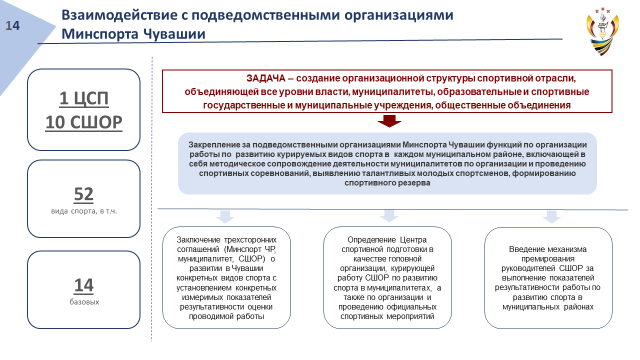 14
Взаимодействие с подведомственными организациями
Минспорта Чувашии
1 ЦСП
10 СШОР
52
вида спорта, в т.ч.
14
базовых
ЗАДАЧА – создание организационной структуры спортивной отрасли,
объединяющей все уровни власти, муниципалитеты, образовательные и спортивные
государственные и муниципальные учреждения, общественные объединения
Закрепление за подведомственными организациями Минспорта Чувашии функций по организации
работы по развитию курируемых видов спорта в каждом муниципальном районе, включающей в
себя методическое сопровождение деятельности муниципалитетов по организации и проведению
спортивных соревнований, выявлению талантливых молодых спортсменов, формированию
спортивного резерва
Заключение трехсторонних
соглашений (Минспорт ЧР,
муниципалитет, СШОР) о
развитии в Чувашии
конкретных видов спорта с
установлением конкретных
измеримых показателей
результативности оценки
проводимой работы
Определение Центра
спортивной подготовки в
качестве головной
организации, курирующей
работу СШОР по развитию
спорта в муниципалитетах, а
также по организации и
проведению официальных
спортивных мероприятий
Введение механизма
премирования
руководителей СШОР за
выполнение показателей
результативности работы по
развитию спорта в
муниципальных районах